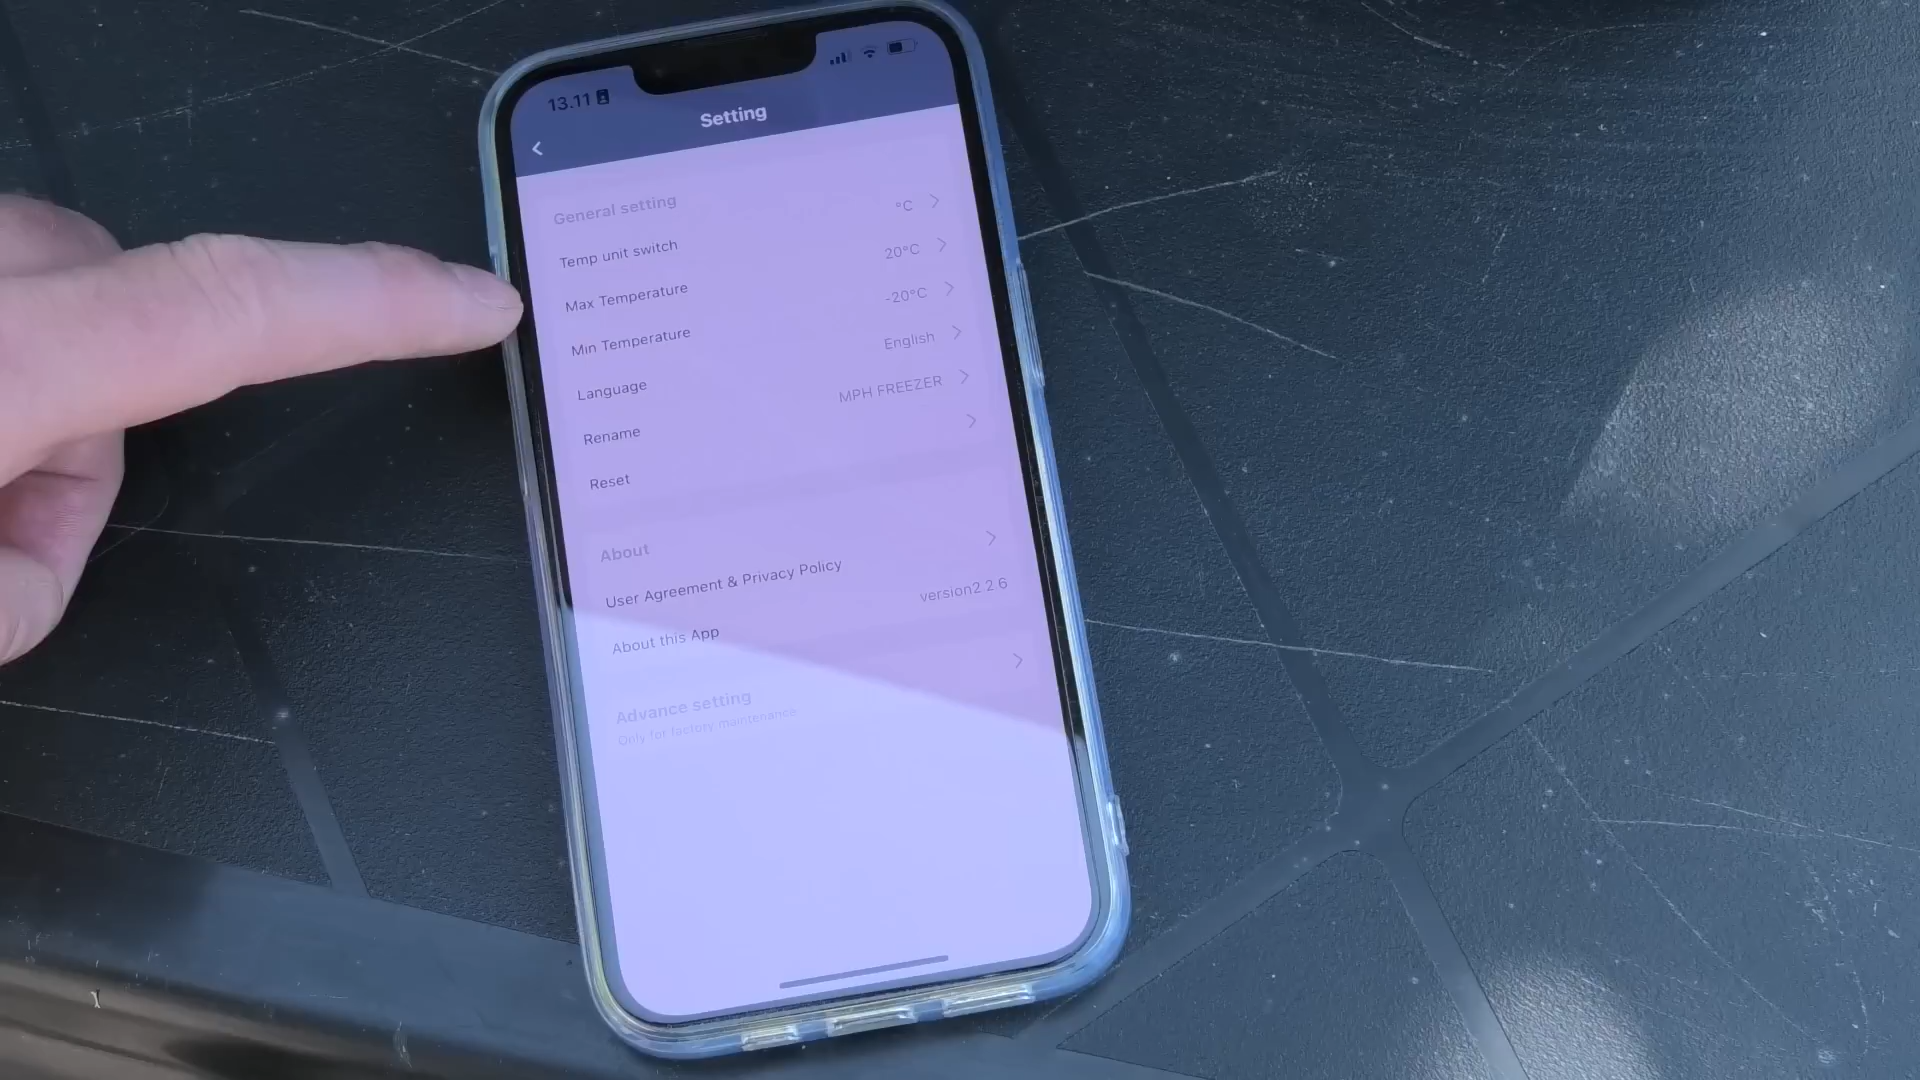 13.11
Setting
General setting
Temp unit switch °C
Max Temperature 20°C
Min Temperature -20°C
Language English
Rename MPH FREEZER
Reset
About
User Agreement & Privacy Policy
About this App version2.2.6
Advance setting
Only for factory maintenance